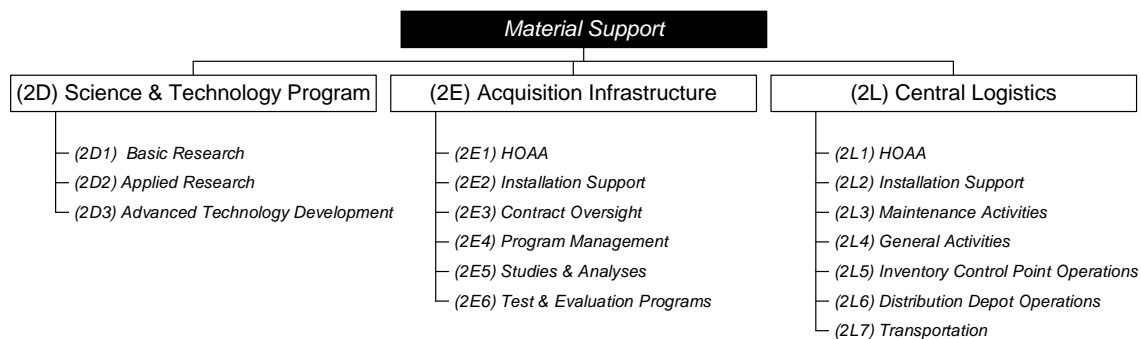 Material Support
(2D) Science & Technology Program
(2D1) Basic Research
(2D2) Applied Research
(2D3) Advanced Technology Development
(2E) Acquisition Infrastructure
(2E1) HOAA
(2E2) Installation Support
(2E3) Contract Oversight
(2E4) Program Management
(2E5) Studies & Analyses
(2E6) Test & Evaluation Programs
(2L) Central Logistics
(2L1) HOAA
(2L2) Installation Support
(2L3) Maintenance Activities
(2L4) General Activities
(2L5) Inventory Control Point Operations
(2L6) Distribution Depot Operations
(2L7) Transportation